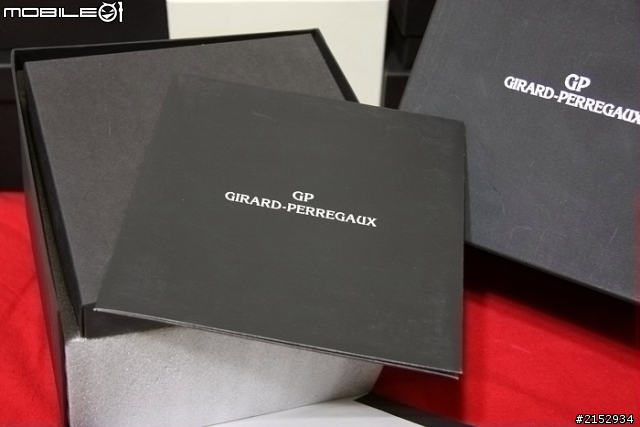 MOBILE01
GP
GIRARD-PERREGAUX
GP
GIRARD-PERREGAUX
#2152934